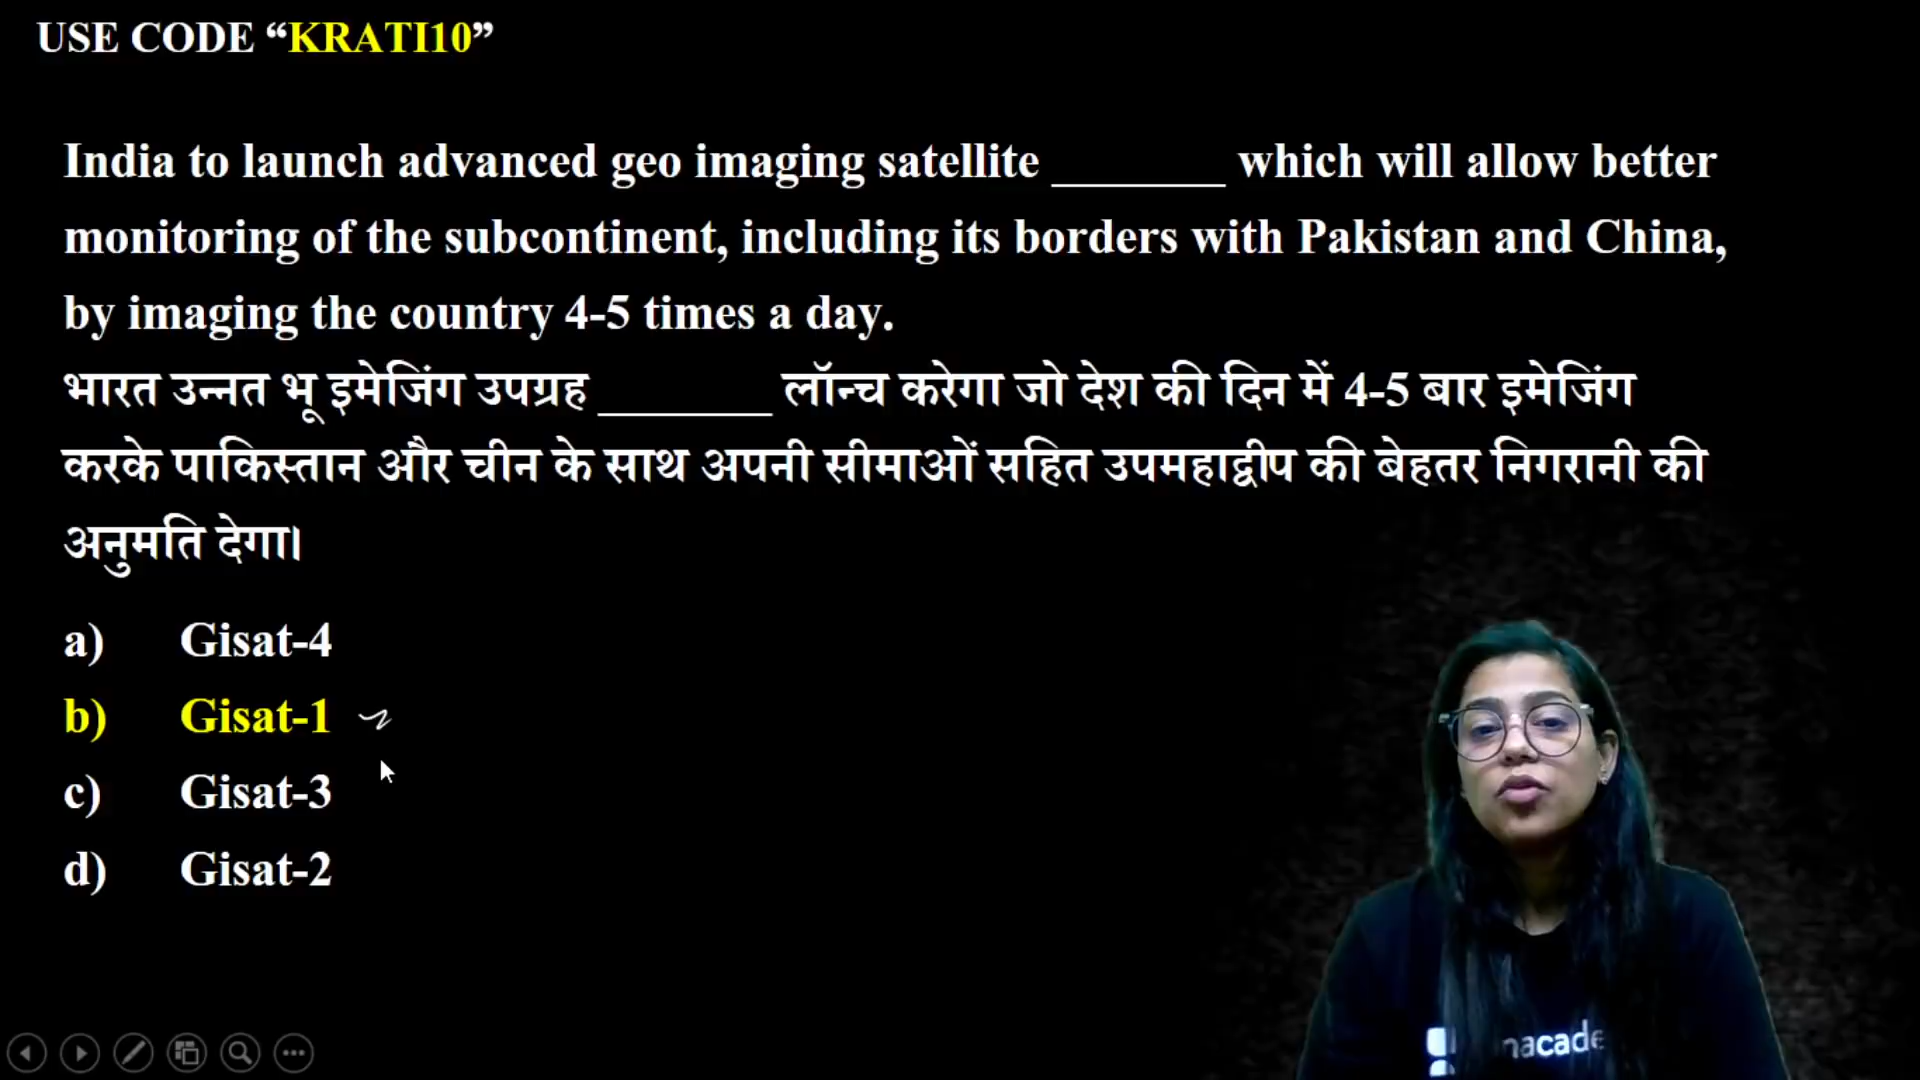 USE CODE “KRATI10”
India to launch advanced geo imaging satellite _______ which will allow better
monitoring of the subcontinent, including its borders with Pakistan and China,
by imaging the country 4-5 times a day.
भारत उन्नत भू इमेजिंग उपग्रह _______ लॉन्च करेगा जो देश की दिन में 4-5 बार इमेजिंग
करके पाकिस्तान और चीन के साथ अपनी सीमाओं सहित उपमहाद्वीप की बेहतर निगरानी की
अनुमति देगा।
a) Gisat-4
b) Gisat-1
c) Gisat-3
d) Gisat-2